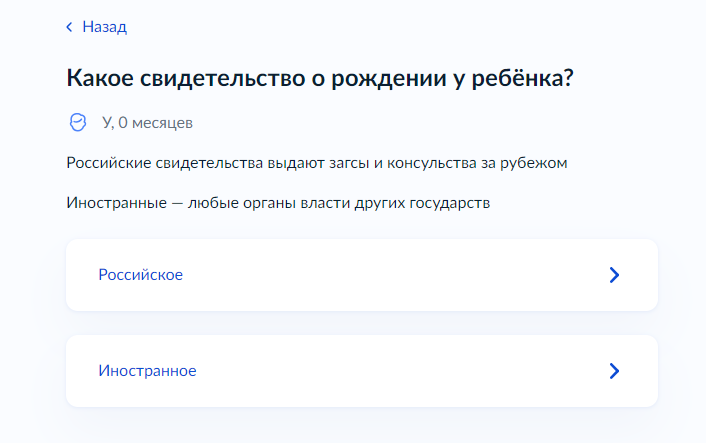 Назад
Какое свидетельство о рождении у ребёнка?
У, 0 месяцев
Российские свидетельства выдают загсы и консульства за рубежом
Иностранные — любые органы власти других государств
Российское
Иностранное